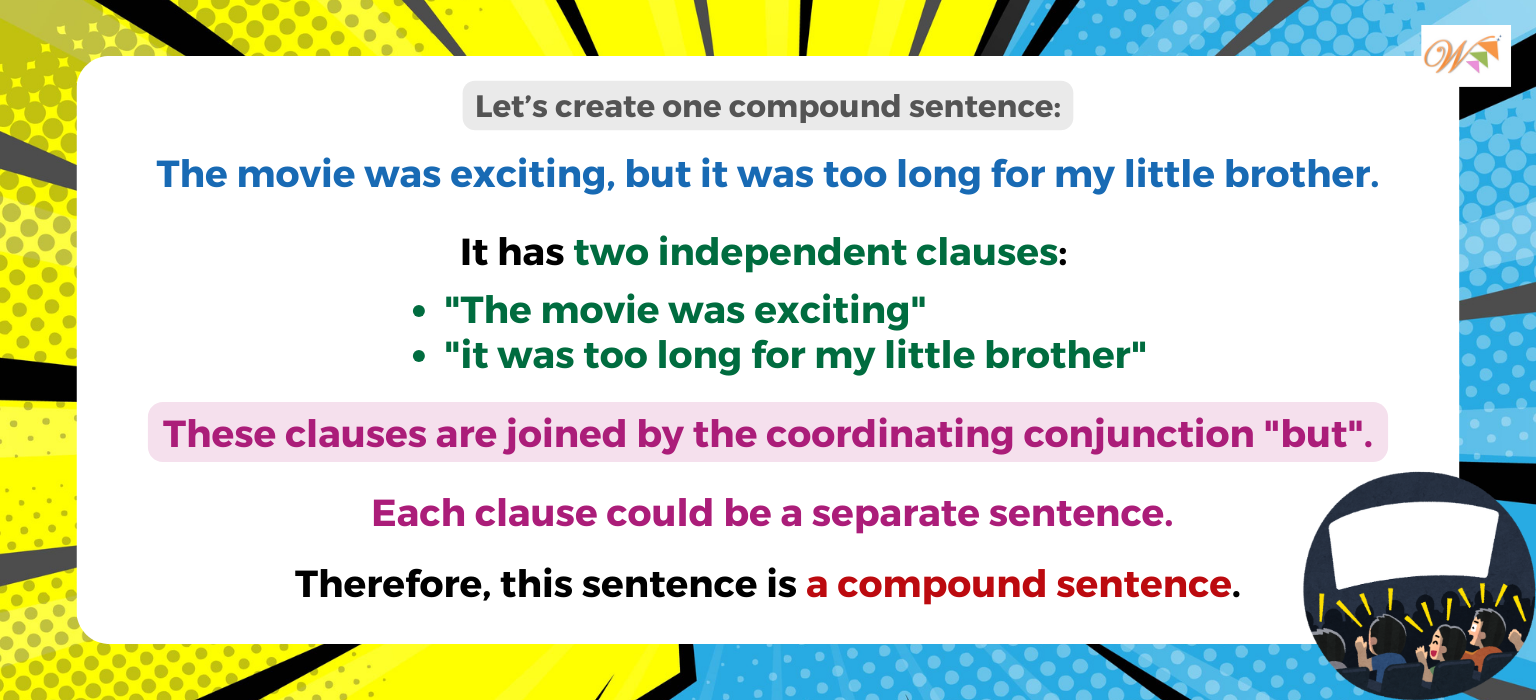 Let’s create one compound sentence:
The movie was exciting, but it was too long for my little brother.
It has two independent clauses:
• "The movie was exciting"
• "it was too long for my little brother"
These clauses are joined by the coordinating conjunction "but".
Each clause could be a separate sentence.
Therefore, this sentence is a compound sentence.
W